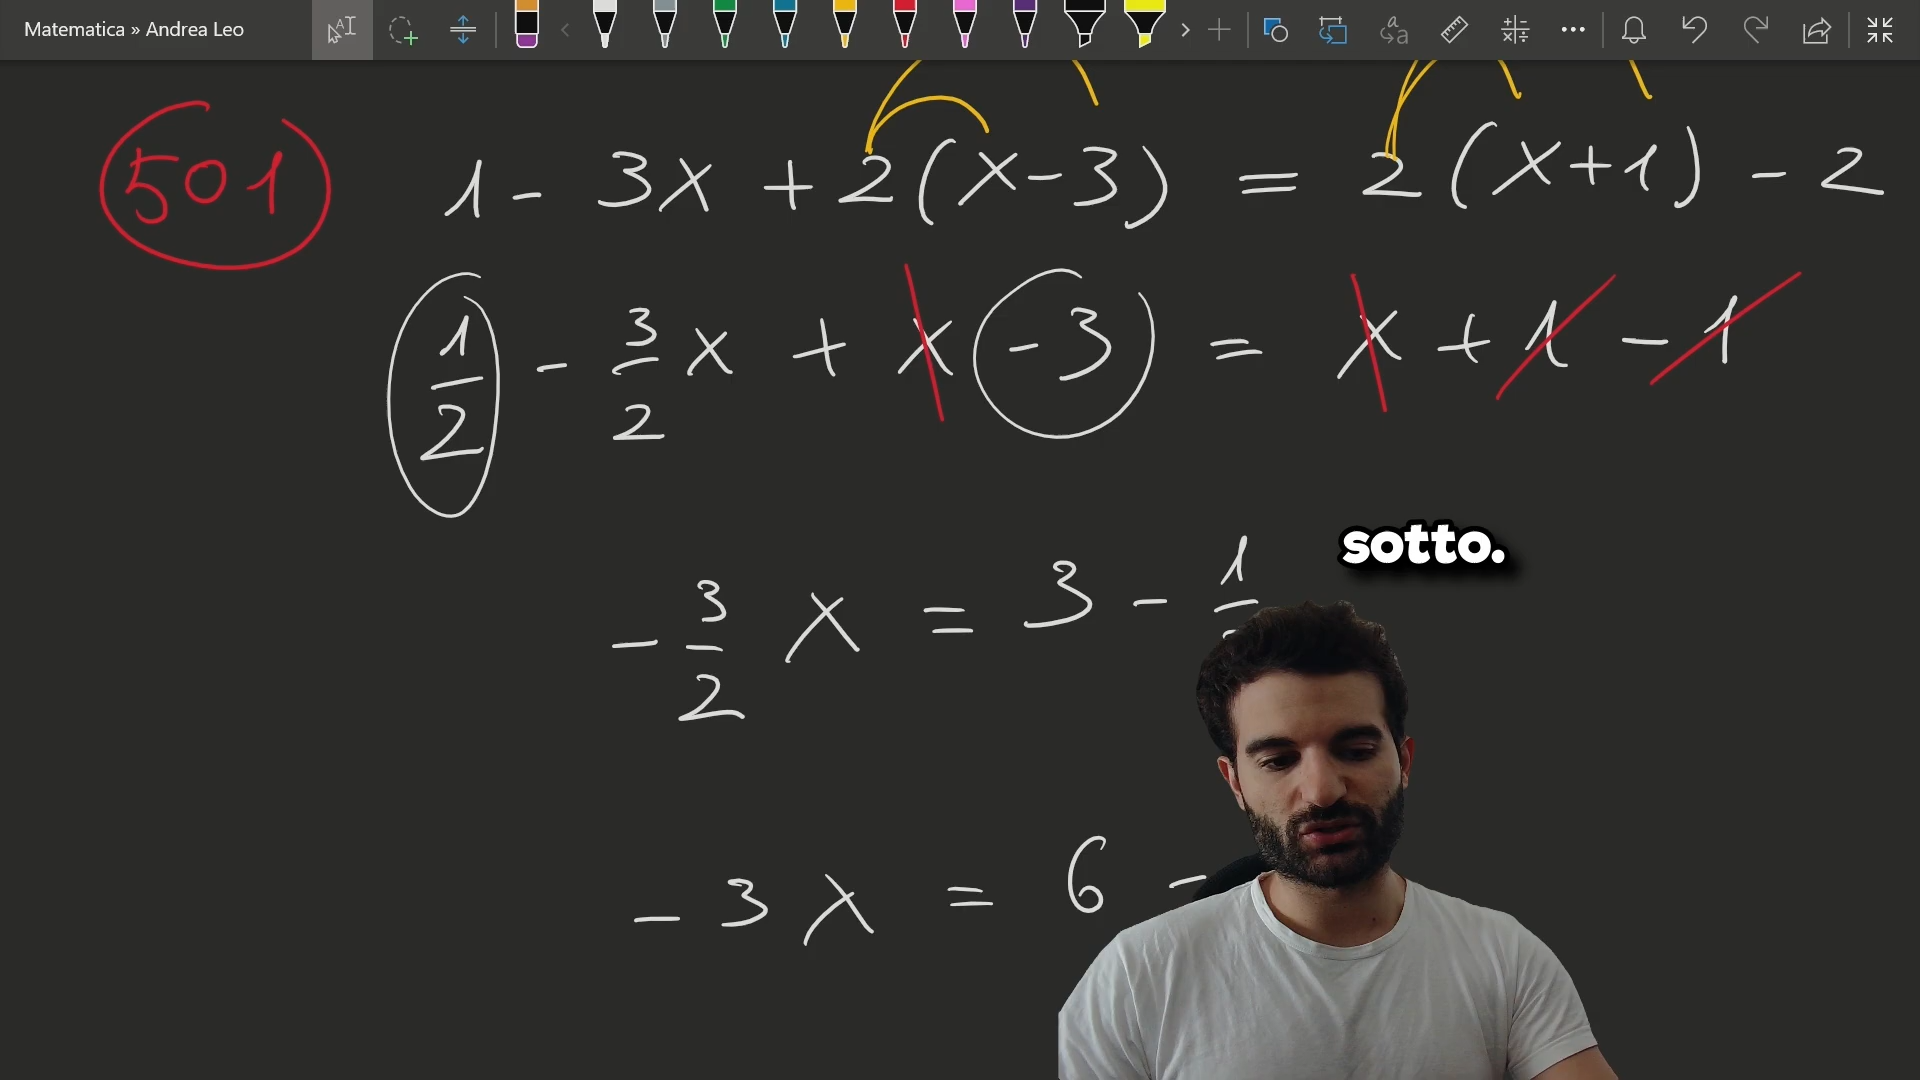 Matematica » Andrea Leo
501
1 - 3x + 2(x-3) = 2(x+1) - 2
1/2 - 3/2 x + x -3 = x + 1 - 1
- 3/2 x = 3 - 1
sotto.
- 3x = 6 -